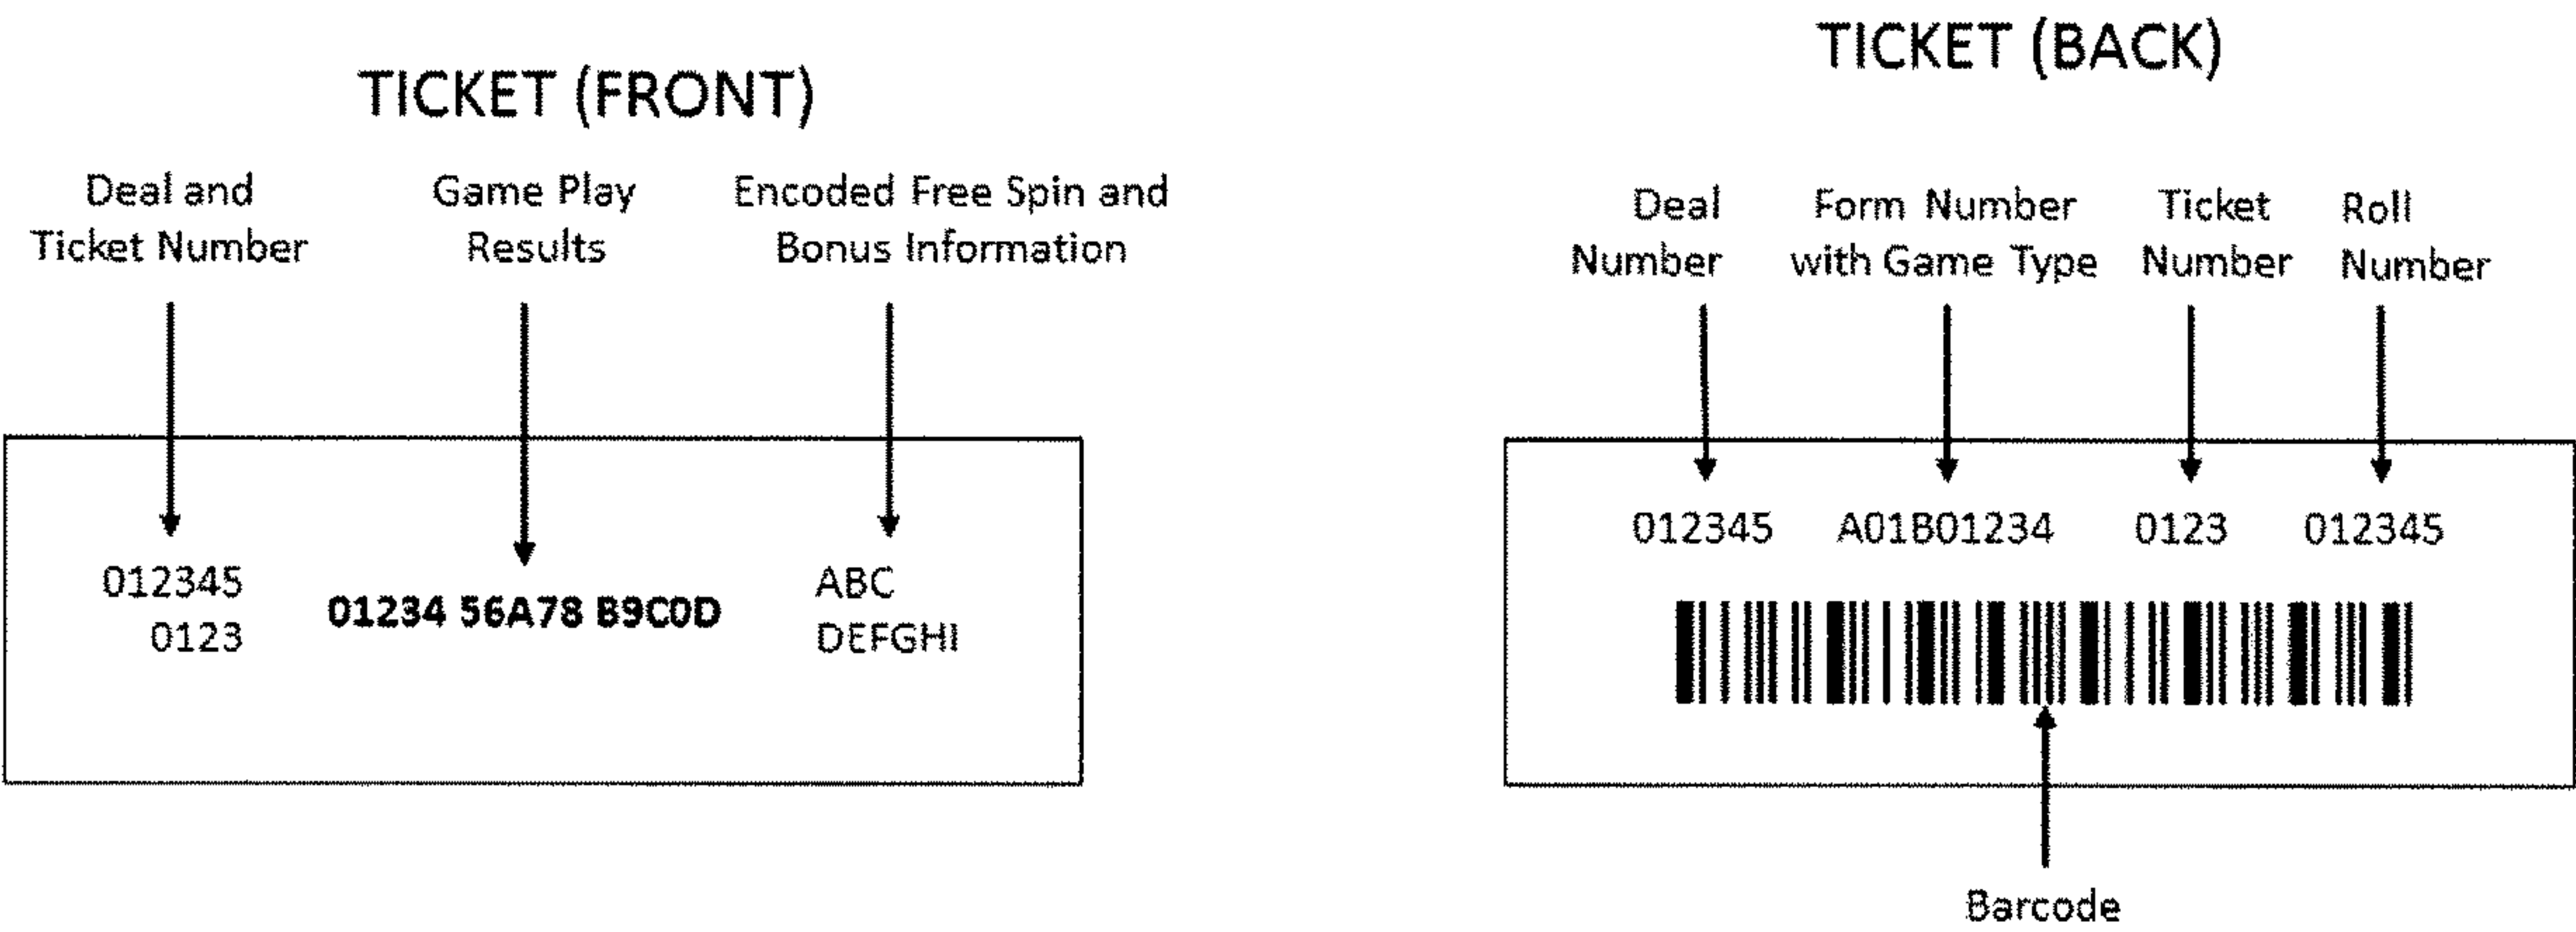 TICKET (FRONT)
Deal and
Ticket Number
Game Play
Results
Encoded Free Spin and
Bonus Information
012345
0123
01234 56A78 B9C0D
ABC
DEFGHI
TICKET (BACK)
Deal
Number
Form Number
with Game Type
Ticket
Number
Roll
Number
012345 A01B01234 0123 012345
Barcode